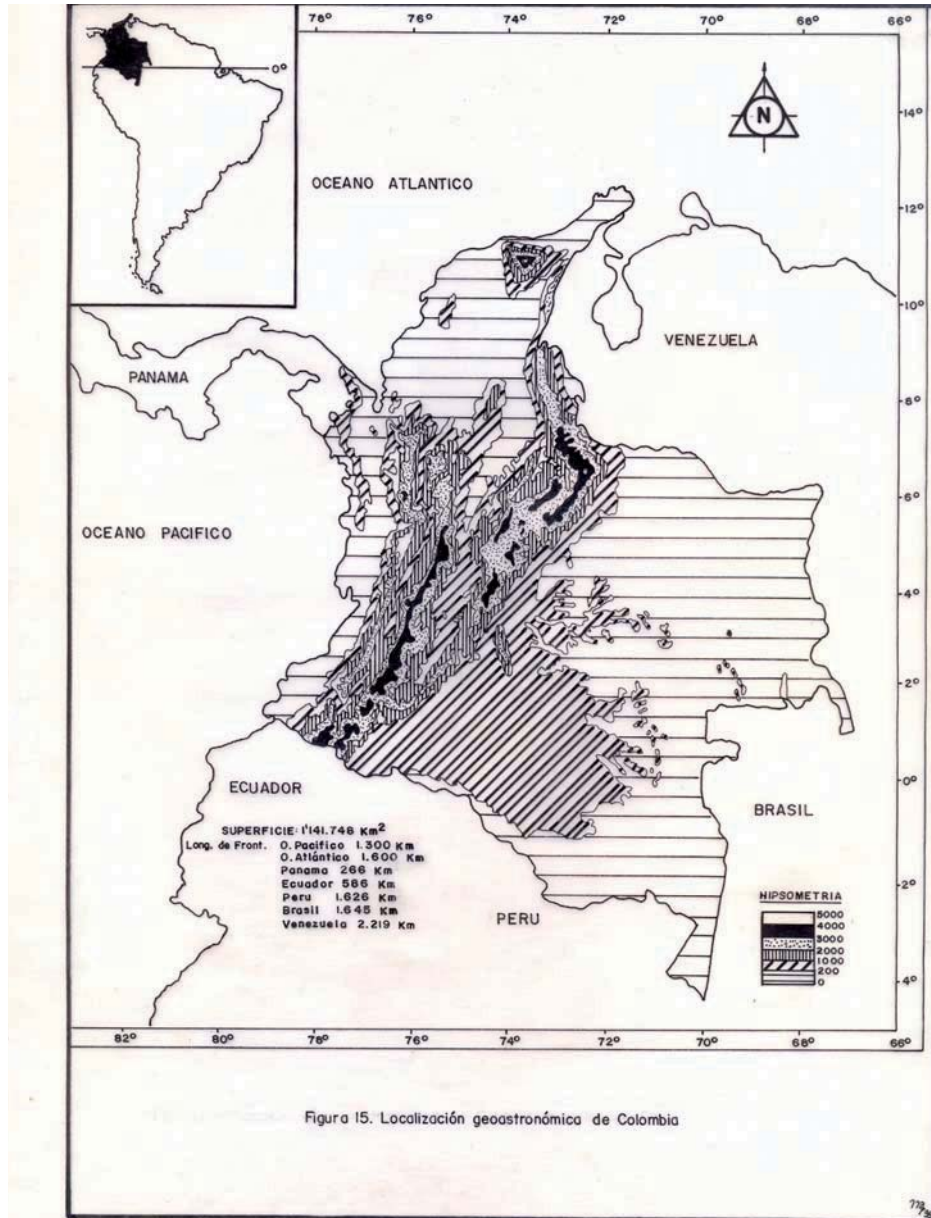 78° 76° 74° 72° 70° 68° 66°
0°
N
14°
OCEANO ATLANTICO
12°
10°
VENEZUELA
PANAMA
8°
6°
OCEANO PACIFICO
4°
2°
0°
ECUADOR
BRASIL
SUPERFICIE: 1'141.748 Km²
Long. de Front. O. Pacifico 1.300 Km
O. Atlántico 1.600 Km
Panama 266 Km
Ecuador 586 Km
Peru 1.626 Km
Brasil 1.645 Km
Venezuela 2.219 Km
2°
PERU
HIPSOMETRIA
5000
4000
3000
2000
1000
200
0
4°
82° 80° 78° 76° 74° 72° 70° 68° 66°
Figura 15. Localización geoastronómica de Colombia